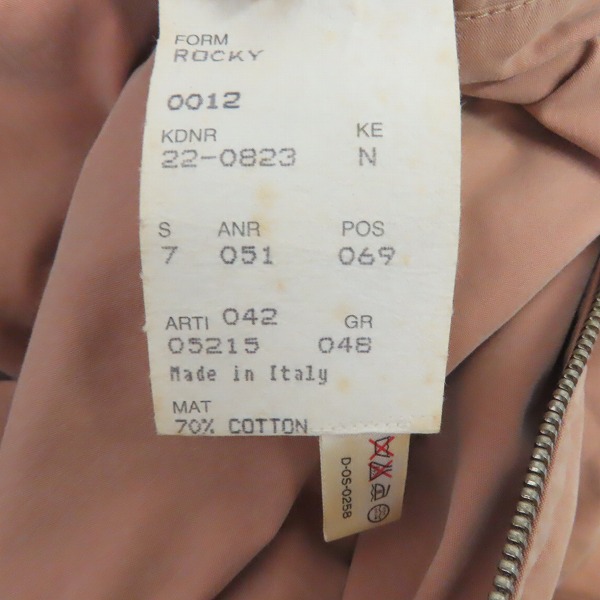 FORM
ROCKY
0012
KDNR KE
22-0823 N
S ANR POS
7 051 069
ARTI 042 GR
05215 048
Made in Italy
MAT
70% COTTON
D-OS-0258